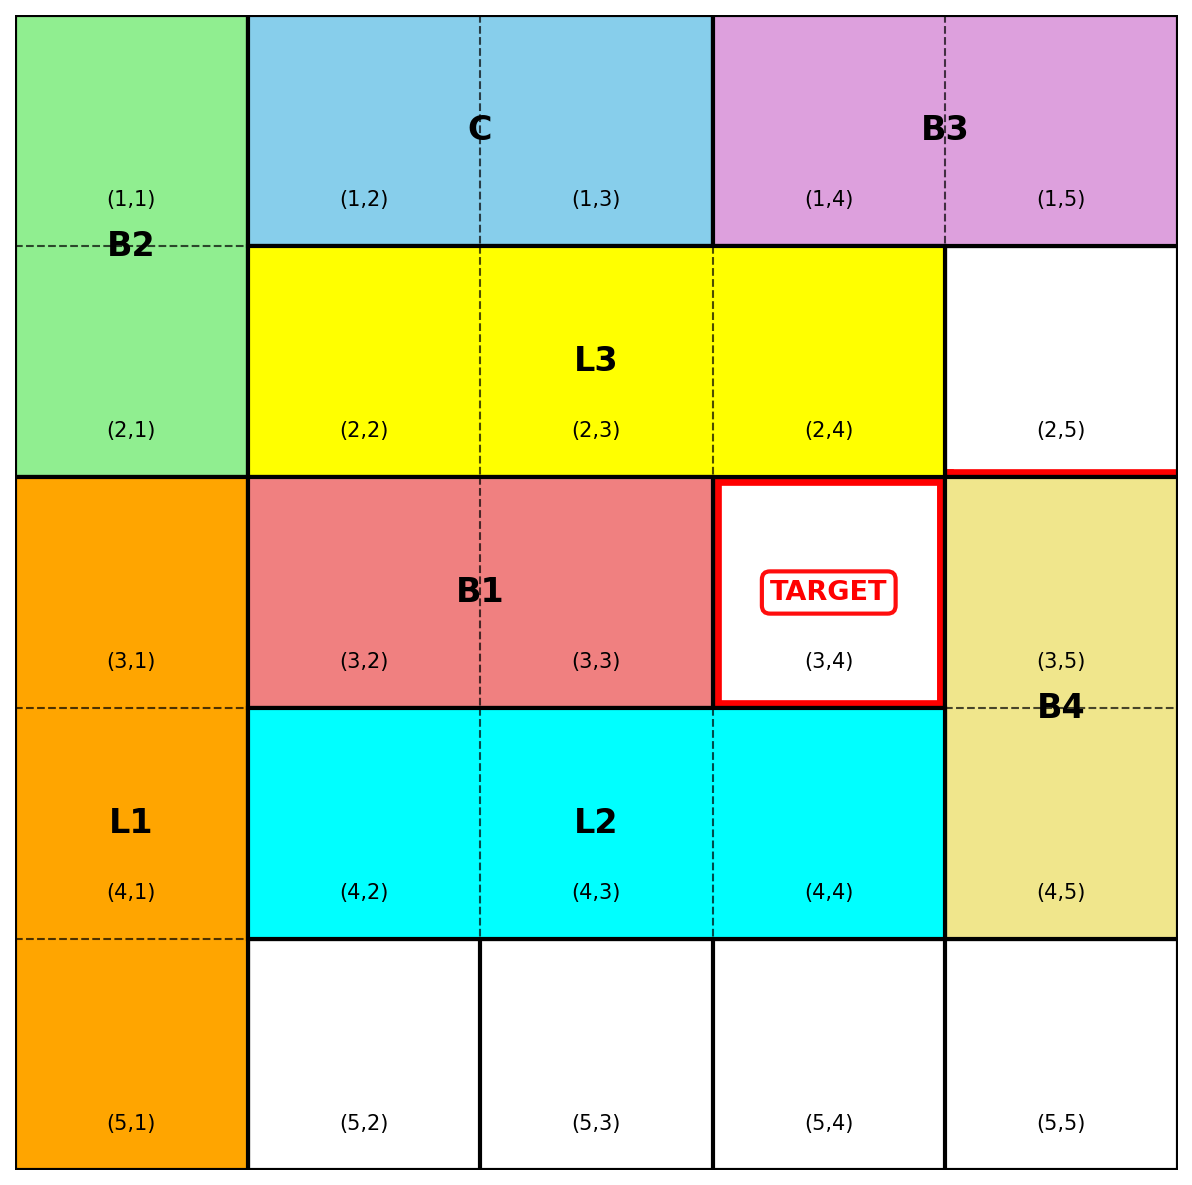 C
B3
(1,1)
(1,2)
(1,3)
(1,4)
(1,5)
B2
L3
(2,1)
(2,2)
(2,3)
(2,4)
(2,5)
B1
TARGET
(3,1)
(3,2)
(3,3)
(3,4)
(3,5)
B4
L1
L2
(4,1)
(4,2)
(4,3)
(4,4)
(4,5)
(5,1)
(5,2)
(5,3)
(5,4)
(5,5)